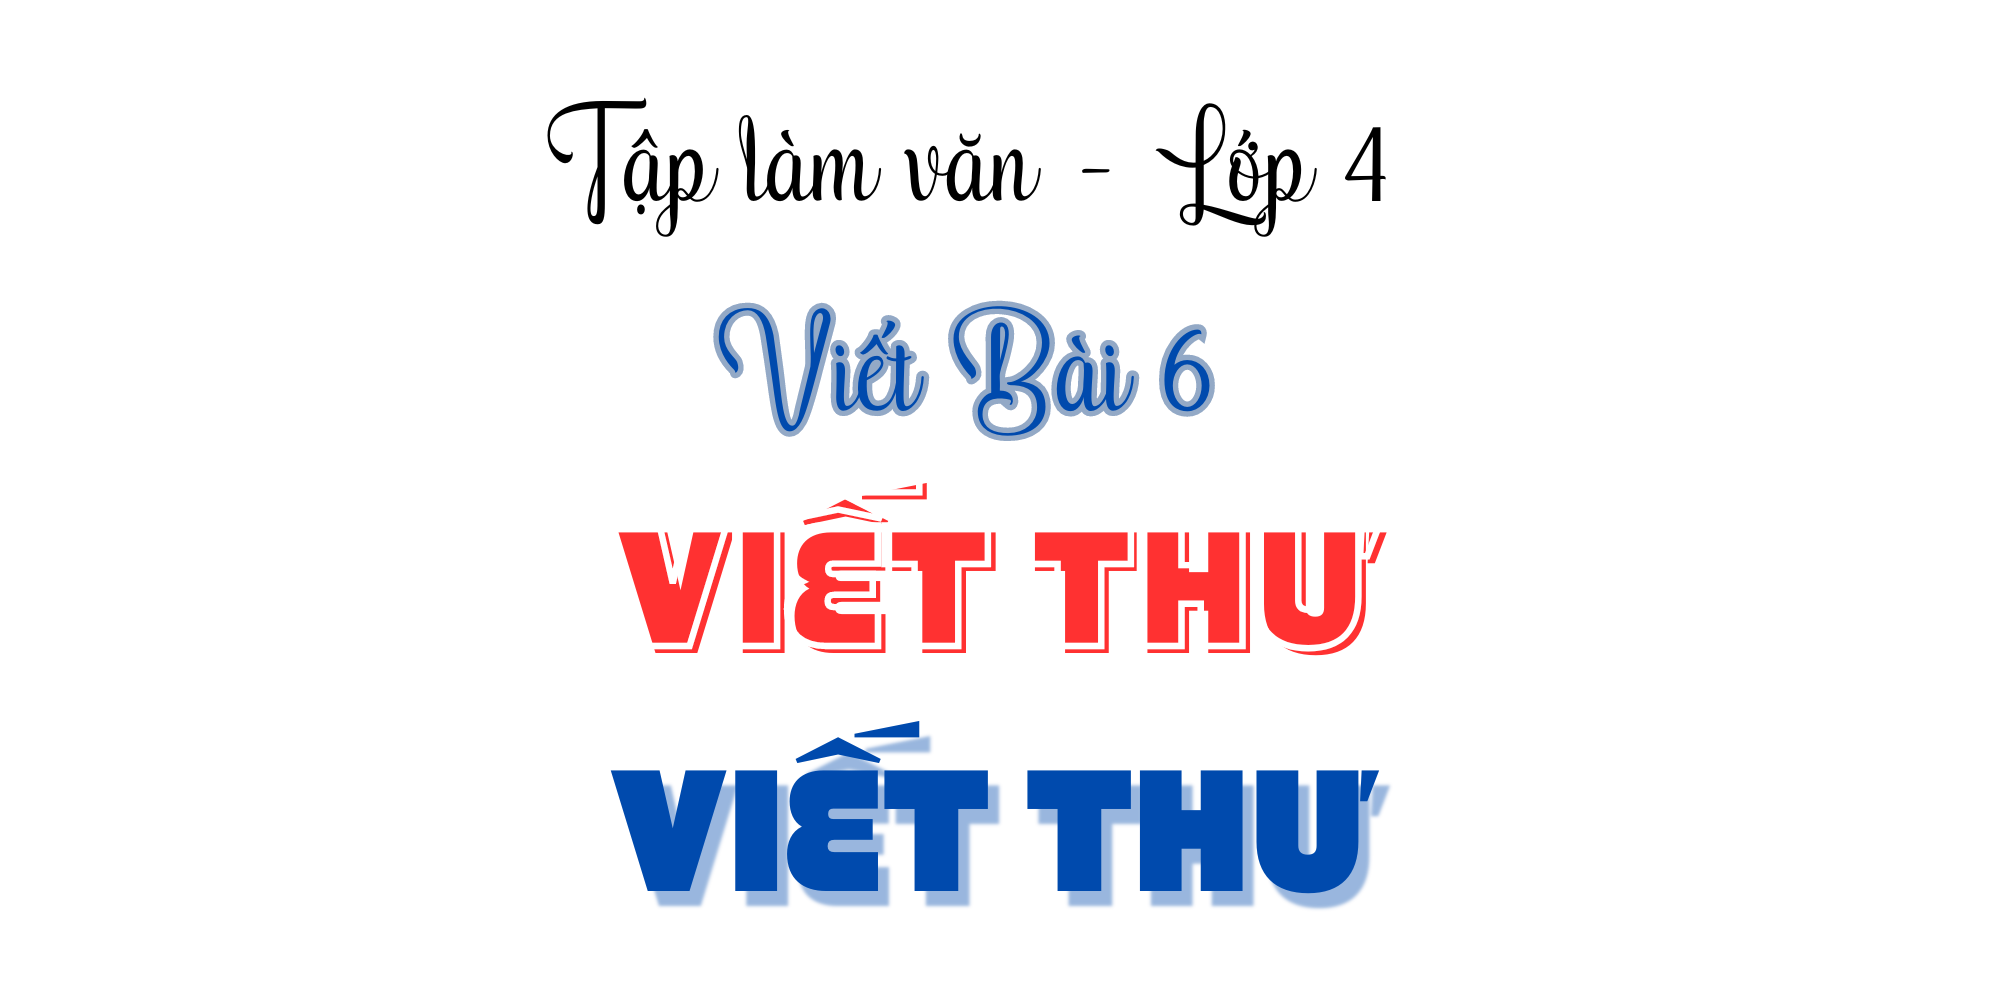 Tập làm văn - Lớp 4
Viết Bài 6
VIẾT THƯ
VIẾT THƯ